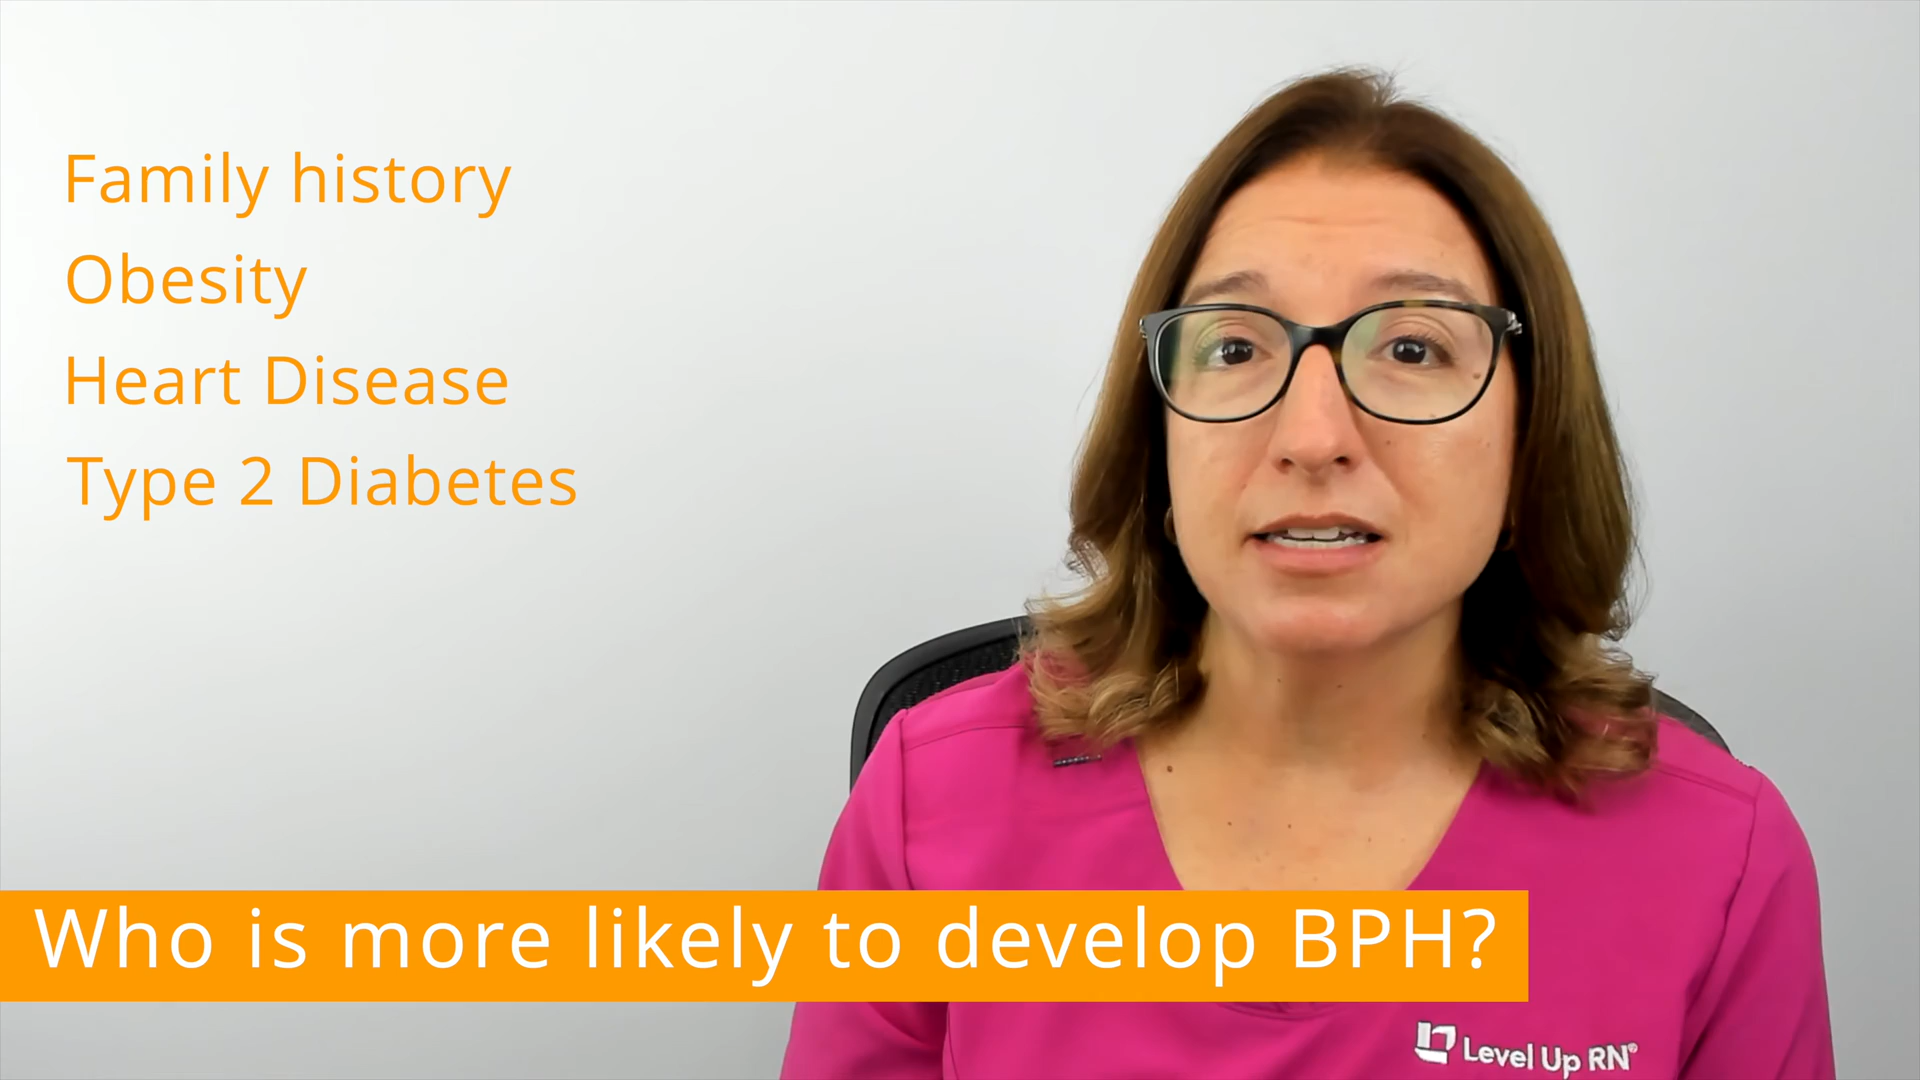 Family history
Obesity
Heart Disease
Type 2 Diabetes
Who is more likely to develop BPH?
Level Up RN®